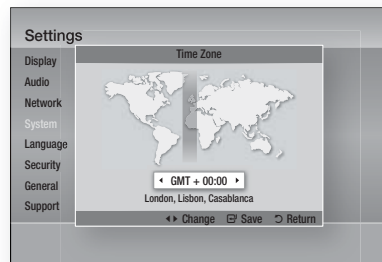 Settings
Display
Audio
Network
System
Language
Security
General
Support
Time Zone
GMT + 00:00
London, Lisbon, Casablanca
Change Save Return